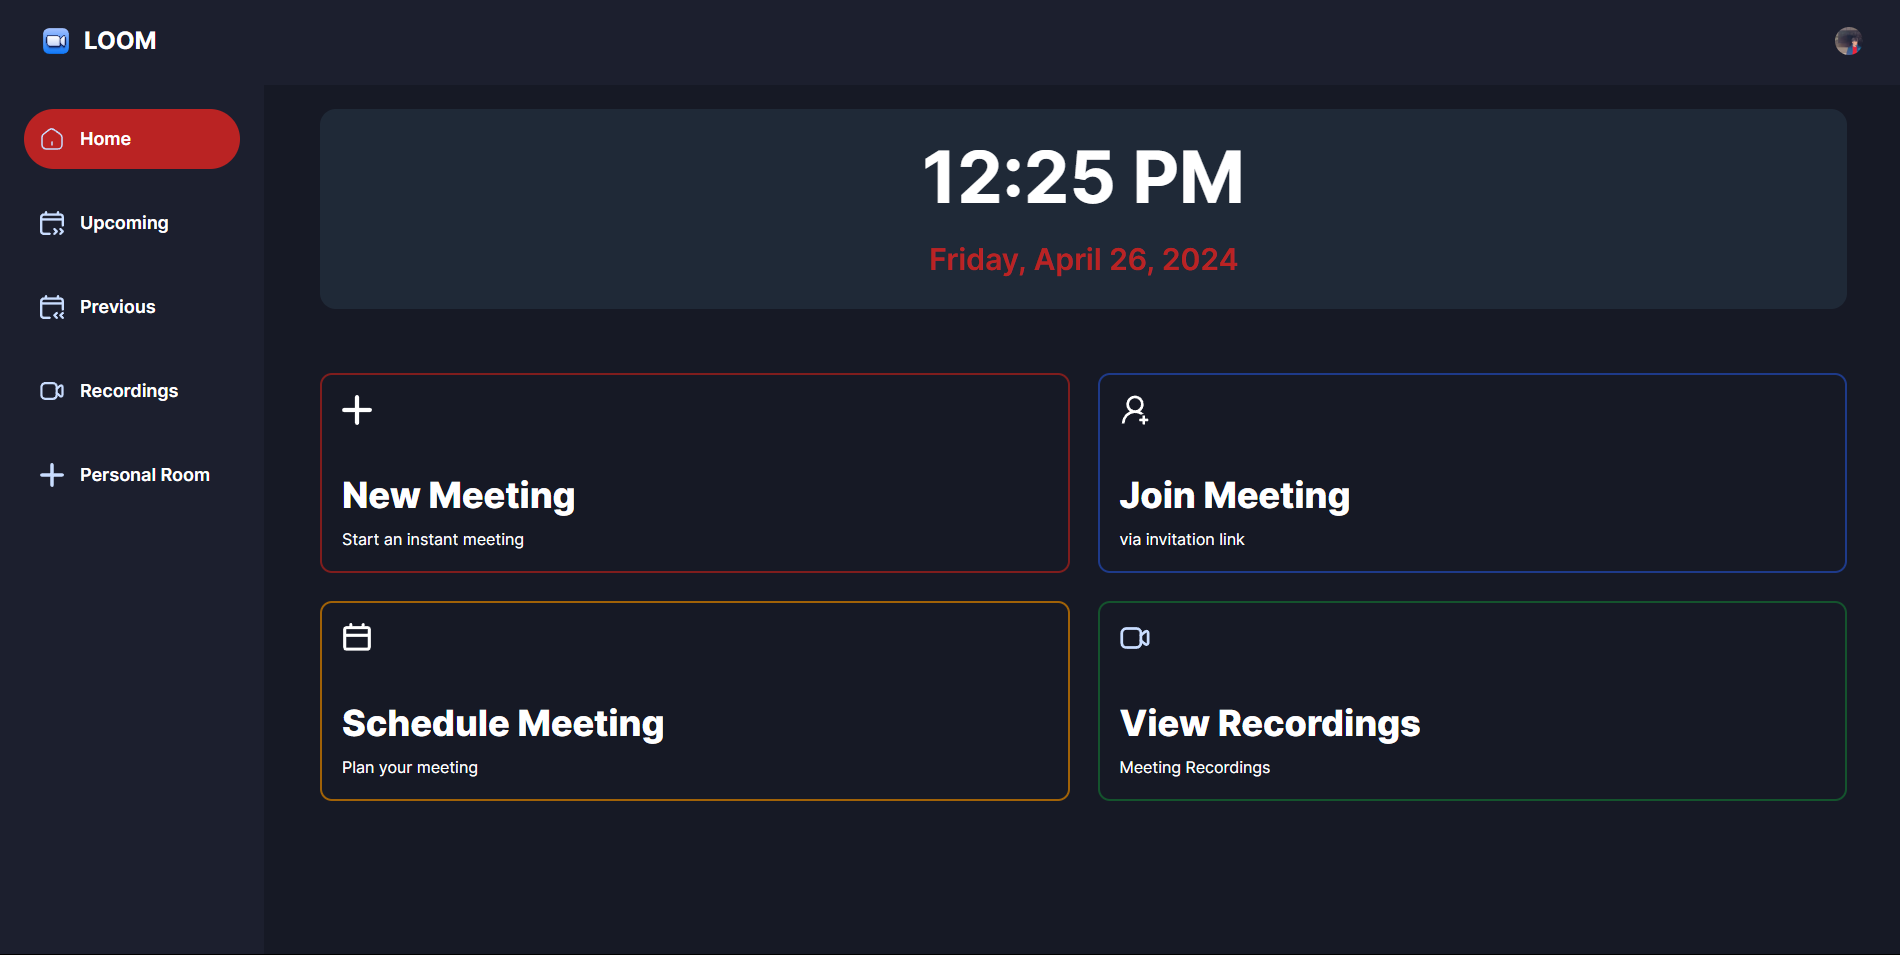 LOOM
Home
Upcoming
Previous
Recordings
Personal Room
12:25 PM
Friday, April 26, 2024
New Meeting
Start an instant meeting
Join Meeting
via invitation link
Schedule Meeting
Plan your meeting
View Recordings
Meeting Recordings